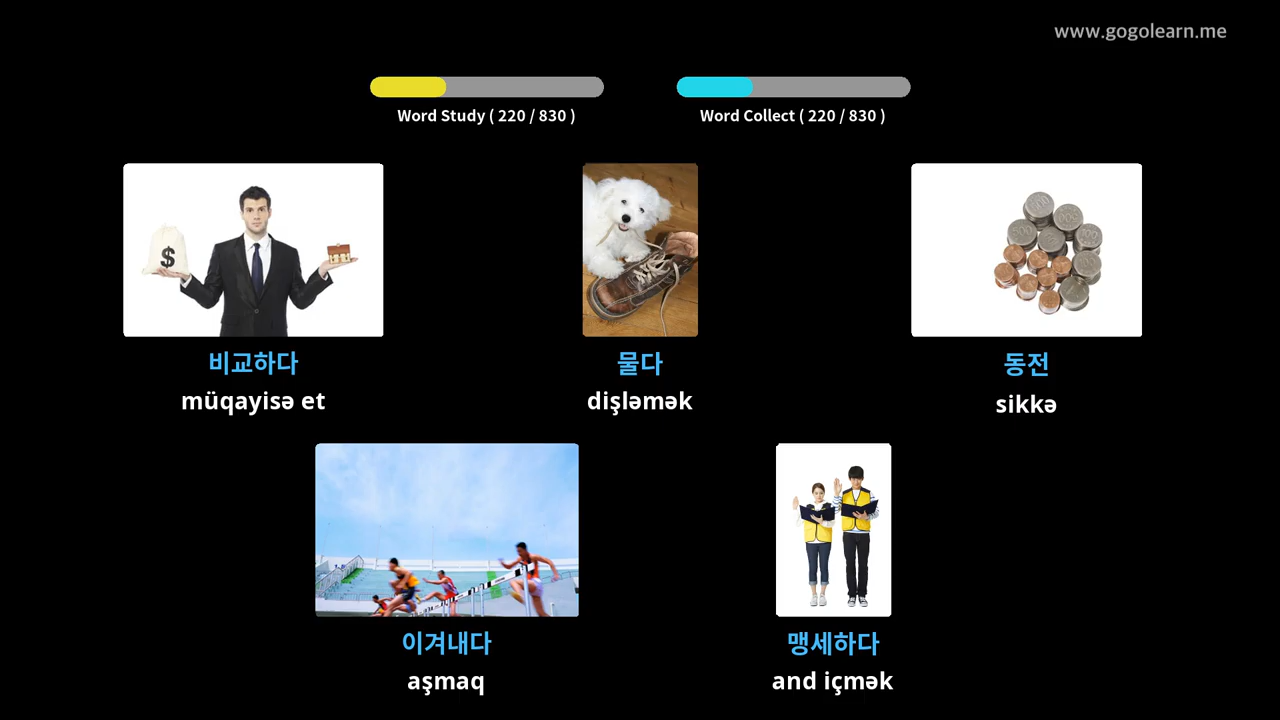 www.gogolearn.me
Word Study ( 220 / 830 )
Word Collect ( 220 / 830 )
$
비교하다
müqayisə et
물다
dişləmək
동전
sikkə
이겨내다
aşmaq
맹세하다
and içmək